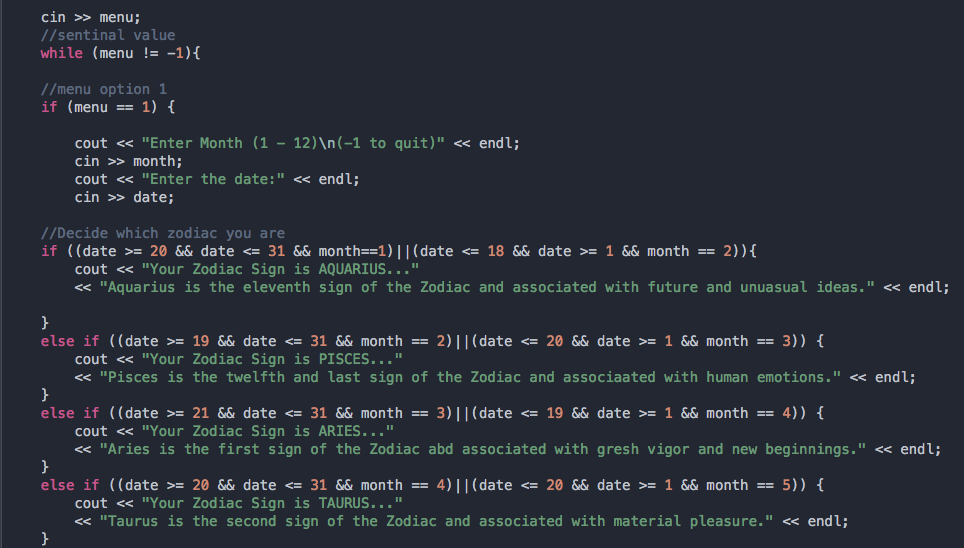 cin >> menu;
//sentinal value
while (menu != -1){
//menu option 1
if (menu == 1) {
cout << "Enter Month (1 - 12)\n(-1 to quit)" << endl;
cin >> month;
cout << "Enter the date:" << endl;
cin >> date;
//Decide which zodiac you are
if ((date >= 20 && date <= 31 && month==1)||(date <= 18 && date >= 1 && month == 2)){
cout << "Your Zodiac Sign is AQUARIUS..."
<< "Aquarius is the eleventh sign of the Zodiac and associated with future and unuasual ideas." << endl;
}
else if ((date >= 19 && date <= 31 && month == 2)||(date <= 20 && date >= 1 && month == 3)) {
cout << "Your Zodiac Sign is PISCES..."
<< "Pisces is the twelfth and last sign of the Zodiac and associaated with human emotions." << endl;
}
else if ((date >= 21 && date <= 31 && month == 3)||(date <= 19 && date >= 1 && month == 4)) {
cout << "Your Zodiac Sign is ARIES..."
<< "Aries is the first sign of the Zodiac abd associated with gresh vigor and new beginnings." << endl;
}
else if ((date >= 20 && date <= 31 && month == 4)||(date <= 20 && date >= 1 && month == 5)) {
cout << "Your Zodiac Sign is TAURUS..."
<< "Taurus is the second sign of the Zodiac and associated with material pleasure." << endl;
}